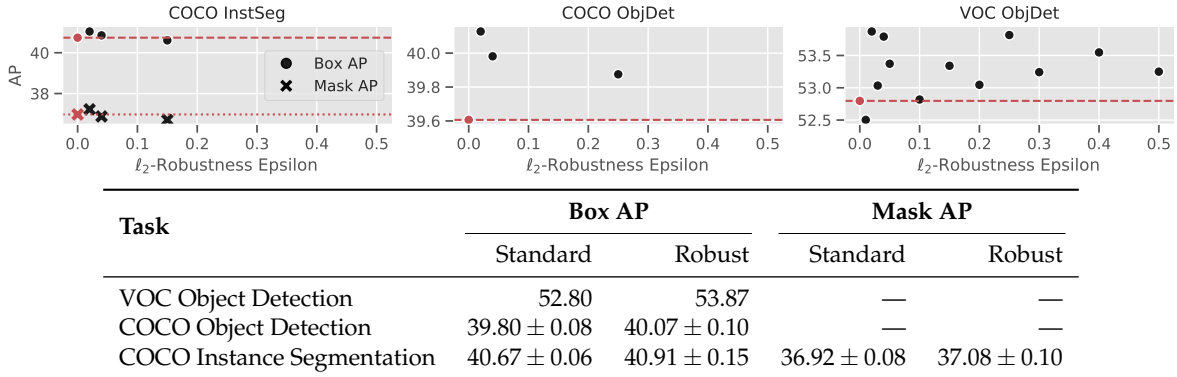 COCO InstSeg COCO ObjDet VOC ObjDet
AP
40
38
Box AP
Mask AP
40.0
39.8
39.6
53.5
53.0
52.5
0.0 0.1 0.2 0.3 0.4 0.5 0.0 0.1 0.2 0.3 0.4 0.5 0.0 0.1 0.2 0.3 0.4 0.5
ℓ₂-Robustness Epsilon ℓ₂-Robustness Epsilon ℓ₂-Robustness Epsilon
Task Box AP Mask AP
Standard Robust Standard Robust
VOC Object Detection 52.80 53.87 — —
COCO Object Detection 39.80 ± 0.08 40.07 ± 0.10 — —
COCO Instance Segmentation 40.67 ± 0.06 40.91 ± 0.15 36.92 ± 0.08 37.08 ± 0.10